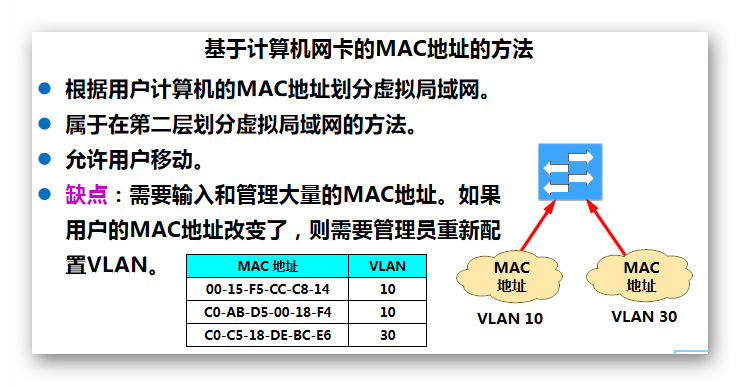 基于计算机网卡的MAC地址的方法
根据用户计算机的MAC地址划分虚拟局域网。
属于在第二层划分虚拟局域网的方法。
允许用户移动。
缺点：需要输入和管理大量的MAC地址。如果
用户的MAC地址改变了，则需要管理员重新配
置VLAN。
MAC 地址 VLAN
00-15-F5-CC-C8-14 10
C0-AB-D5-00-18-F4 10
C0-C5-18-DE-BC-E6 30
MAC
地址
VLAN 10
MAC
地址
VLAN 30